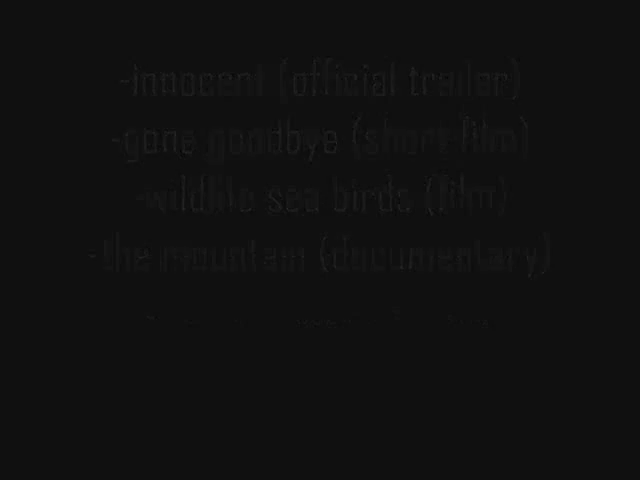 -innocent (official trailer)
-gone goodbye (short film)
-wildlife sea birds (film)
-the mountain (documentary)